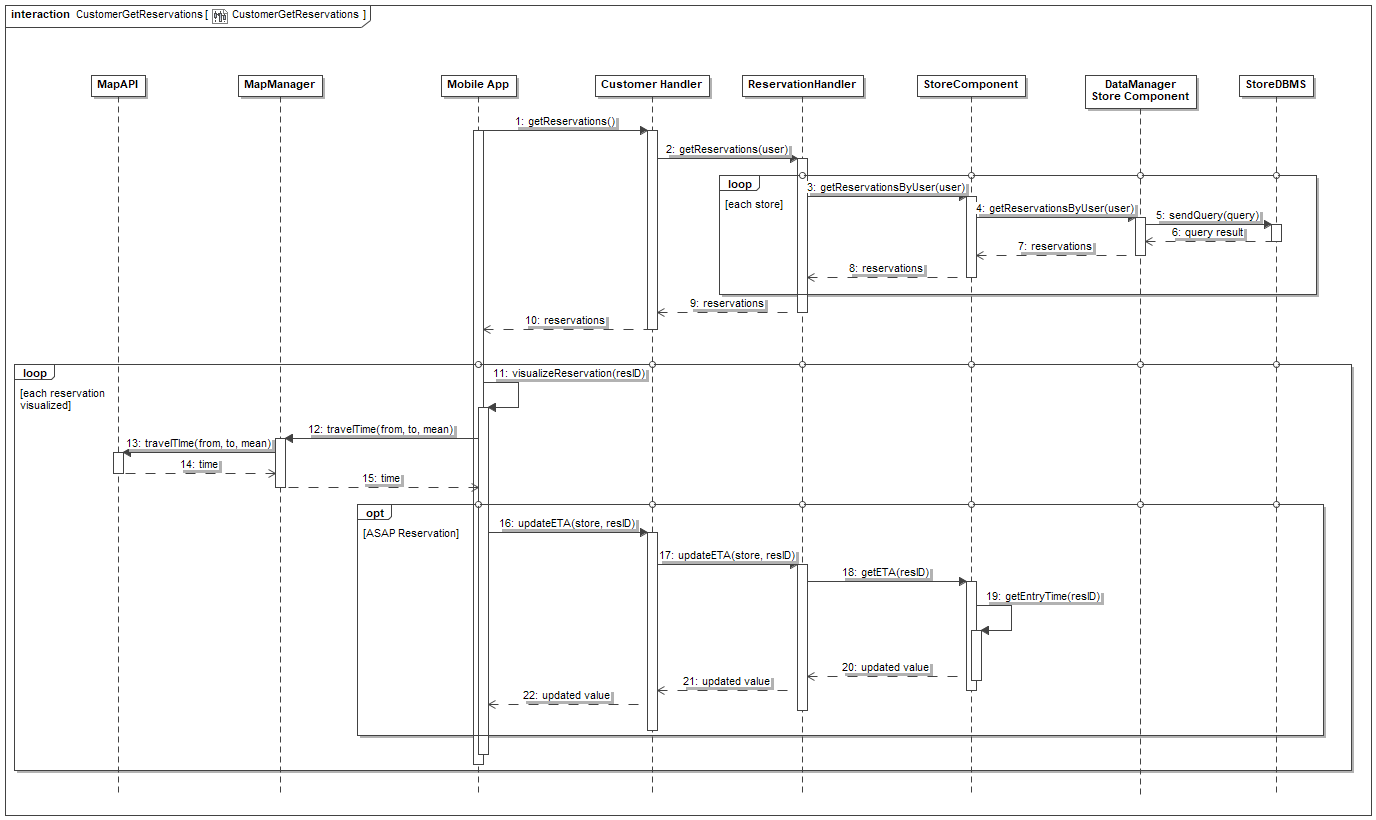 interaction CustomerGetReservations [ CustomerGetReservations ]
MapAPI
MapManager
Mobile App
Customer Handler
ReservationHandler
StoreComponent
DataManager
Store Component
StoreDBMS
1: getReservations()
2: getReservations(user)
loop
[each store]
3: getReservationsByUser(user)
4: getReservationsByUser(user)
5: sendQuery(query)
6: query result
7: reservations
8: reservations
9: reservations
10: reservations
loop
[each reservation
visualized]
11: visualizeReservation(resID)
12: travelTime(from, to, mean)
13: travelTIme(from, to, mean)
14: time
15: time
opt
[ASAP Reservation]
16: updateETA(store, resID)
17: updateETA(store, resID)
18: getETA(resID)
19: getEntryTime(resID)
20: updated value
21: updated value
22: updated value